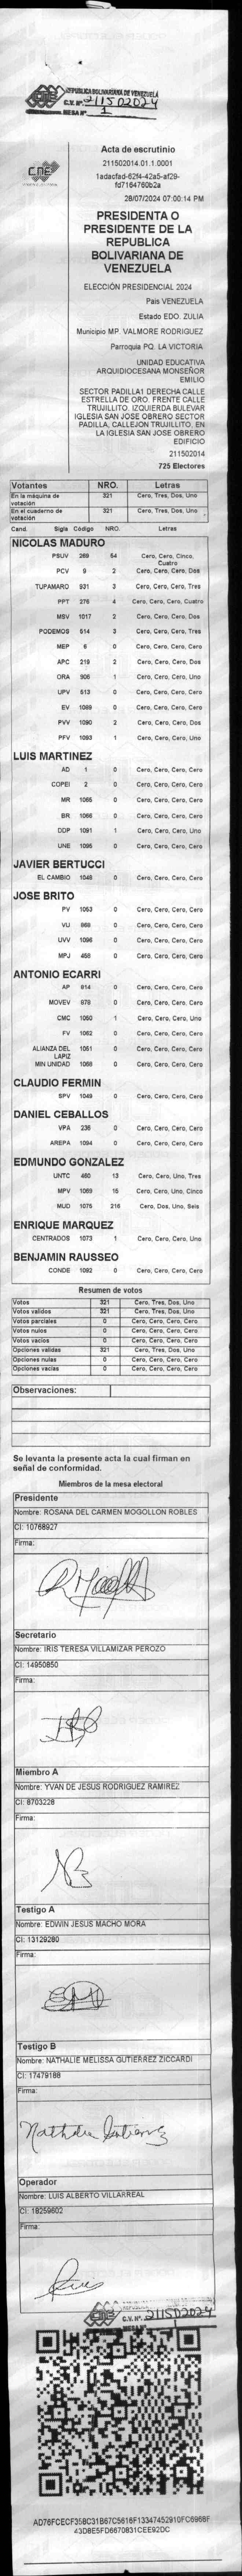 REPUBLICA BOLIVARIANA DE VENEZUELA
C.V. Nº 211502024
MESA Nº 1
CNE
Acta de escrutinio
211502014.01.1.0001
1adacfad-62f4-42a5-af29-
fd7164760b2a
28/07/2024 07:00:14 PM
PRESIDENTA O
PRESIDENTE DE LA
REPUBLICA
BOLIVARIANA DE
VENEZUELA
ELECCIÓN PRESIDENCIAL 2024
Pais VENEZUELA
Estado EDO. ZULIA
Municipio MP. VALMORE RODRIGUEZ
Parroquia PQ. LA VICTORIA
UNIDAD EDUCATIVA
ARQUIDIOCESANA MONSEÑOR
EMILIO
SECTOR PADILLA1 DERECHA CALLE
ESTRELLA DE ORO. FRENTE CALLE
TRUJILLITO. IZQUIERDA BULEVAR
IGLESIA SAN JOSE OBRERO SECTOR
PADILLA, CALLEJON TRUJILLITO, EN
LA IGLESIA SAN JOSE OBRERO
EDIFICIO
211502014
725 Electores
Votantes NRO. Letras
En la máquina de votación 321 Cero, Tres, Dos, Uno
En el cuaderno de votación 321 Cero, Tres, Dos, Uno
Cand. Sigla Código NRO. Letras
NICOLAS MADURO
PSUV 269 54 Cero, Cero, Cinco, Cuatro
PCV 9 2 Cero, Cero, Cero, Dos
TUPAMARO 931 3 Cero, Cero, Cero, Tres
PPT 276 4 Cero, Cero, Cero, Cuatro
MSV 1017 2 Cero, Cero, Cero, Dos
PODEMOS 514 3 Cero, Cero, Cero, Tres
MEP 6 0 Cero, Cero, Cero, Cero
APC 219 2 Cero, Cero, Cero, Dos
ORA 906 1 Cero, Cero, Cero, Uno
UPV 513 0 Cero, Cero, Cero, Cero
EV 1089 0 Cero, Cero, Cero, Cero
PVV 1090 2 Cero, Cero, Cero, Dos
PFV 1093 1 Cero, Cero, Cero, Uno
LUIS MARTINEZ
AD 1 0 Cero, Cero, Cero, Cero
COPEI 2 0 Cero, Cero, Cero, Cero
MR 1065 0 Cero, Cero, Cero, Cero
BR 1066 0 Cero, Cero, Cero, Cero
DDP 1091 1 Cero, Cero, Cero, Uno
UNE 1095 0 Cero, Cero, Cero, Cero
JAVIER BERTUCCI
EL CAMBIO 1048 0 Cero, Cero, Cero, Cero
JOSE BRITO
PV 1053 0 Cero, Cero, Cero, Cero
VU 868 0 Cero, Cero, Cero, Cero
UVV 1096 0 Cero, Cero, Cero, Cero
MPJ 458 0 Cero, Cero, Cero, Cero
ANTONIO ECARRI
AP 814 0 Cero, Cero, Cero, Cero
MOVEV 878 0 Cero, Cero, Cero, Cero
CMC 1050 1 Cero, Cero, Cero, Uno
FV 1062 0 Cero, Cero, Cero, Cero
ALIANZA DEL LAPIZ 1051 0 Cero, Cero, Cero, Cero
MIN UNIDAD 1068 0 Cero, Cero, Cero, Cero
CLAUDIO FERMIN
SPV 1049 0 Cero, Cero, Cero, Cero
DANIEL CEBALLOS
VPA 236 0 Cero, Cero, Cero, Cero
AREPA 1094 0 Cero, Cero, Cero, Cero
EDMUNDO GONZALEZ
UNTC 460 13 Cero, Cero, Uno, Tres
MPV 1069 15 Cero, Cero, Uno, Cinco
MUD 1075 216 Cero, Dos, Uno, Seis
ENRIQUE MARQUEZ
CENTRADOS 1073 1 Cero, Cero, Cero, Uno
BENJAMIN RAUSSEO
CONDE 1092 0 Cero, Cero, Cero, Cero
Resumen de votos
Votos 321 Cero, Tres, Dos, Uno
Votos validos 321 Cero, Tres, Dos, Uno
Votos parciales 0 Cero, Cero, Cero, Cero
Votos nulos 0 Cero, Cero, Cero, Cero
Votos vacios 0 Cero, Cero, Cero, Cero
Opciones validas 321 Cero, Tres, Dos, Uno
Opciones nulas 0 Cero, Cero, Cero, Cero
Opciones vacias 0 Cero, Cero, Cero, Cero
Observaciones:
Se levanta la presente acta la cual firman en
señal de conformidad.
Miembros de la mesa electoral
Presidente
Nombre: ROSANA DEL CARMEN MOGOLLON ROBLES
CI: 10768927
Firma:
Secretario
Nombre: IRIS TERESA VILLAMIZAR PEROZO
CI: 14950850
Firma:
Miembro A
Nombre: YVAN DE JESUS RODRIGUEZ RAMIREZ
CI: 8703228
Firma:
Testigo A
Nombre: EDWIN JESUS MACHO MORA
CI: 13129280
Firma:
Testigo B
Nombre: NATHALIE MELISSA GUTIERREZ ZICCARDI
CI: 17479188
Firma:
Nathalie Gutierrez
Operador
Nombre: LUIS ALBERTO VILLARREAL
CI: 18259602
Firma:
CNE
C.V. Nº 211502024
AD76FCECF35BC31B67C5616F13347452910FC6966F
43D8E5FD6670831CEE92DC